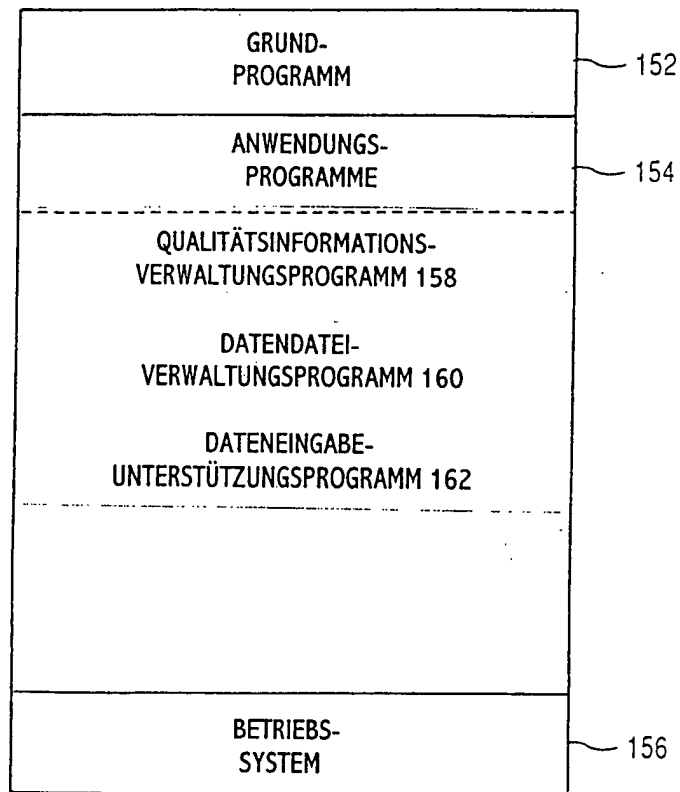 GRUND-
PROGRAMM
152
ANWENDUNGS-
PROGRAMME
154
QUALITÄTSINFORMATIONS-
VERWALTUNGSPROGRAMM 158
DATENDATEI-
VERWALTUNGSPROGRAMM 160
DATENEINGABE-
UNTERSTÜTZUNGSPROGRAMM 162
BETRIEBS-
SYSTEM
156